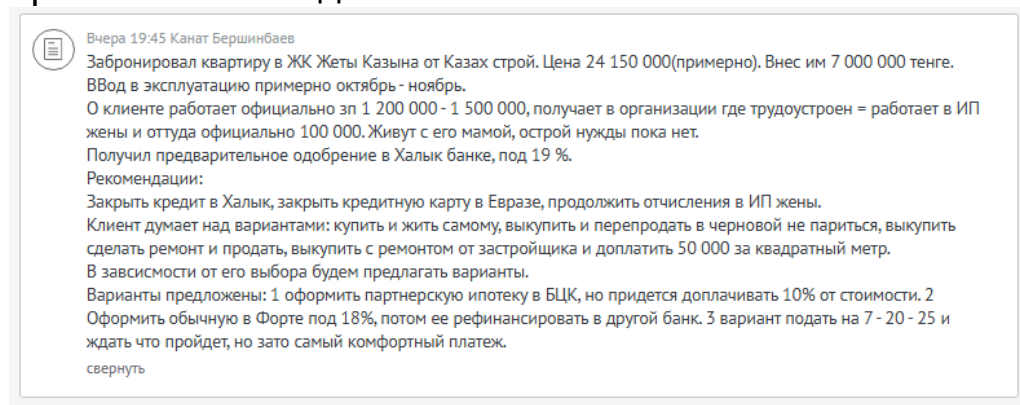 Вчера 19:45 Канат Бершинбаев
Забронировал квартиру в ЖК Жеты Казына от Казах строй. Цена 24 150 000(примерно). Внес им 7 000 000 тенге.
ВВод в эксплуатацию примерно октябрь - ноябрь.
О клиенте работает официально зп 1 200 000 - 1 500 000, получает в организации где трудоустроен = работает в ИП
жены и оттуда официально 100 000. Живут с его мамой, острой нужды пока нет.
Получил предварительное одобрение в Халык банке, под 19 %.
Рекомендации:
Закрыть кредит в Халык, закрыть кредитную карту в Евразе, продолжить отчисления в ИП жены.
Клиент думает над вариантами: купить и жить самому, выкупить и перепродать в черновой не париться, выкупить
сделать ремонт и продать, выкупить с ремонтом от застройщика и доплатить 50 000 за квадратный метр.
В завсисмости от его выбора будем предлагать варианты.
Варианты предложены: 1 оформить партнерскую ипотеку в БЦК, но придется доплачивать 10% от стоимости. 2
Оформить обычную в Форте под 18%, потом ее рефинансировать в другой банк. 3 вариант подать на 7 - 20 - 25 и
ждать что пройдет, но зато самый комфортный платеж.
свернуть